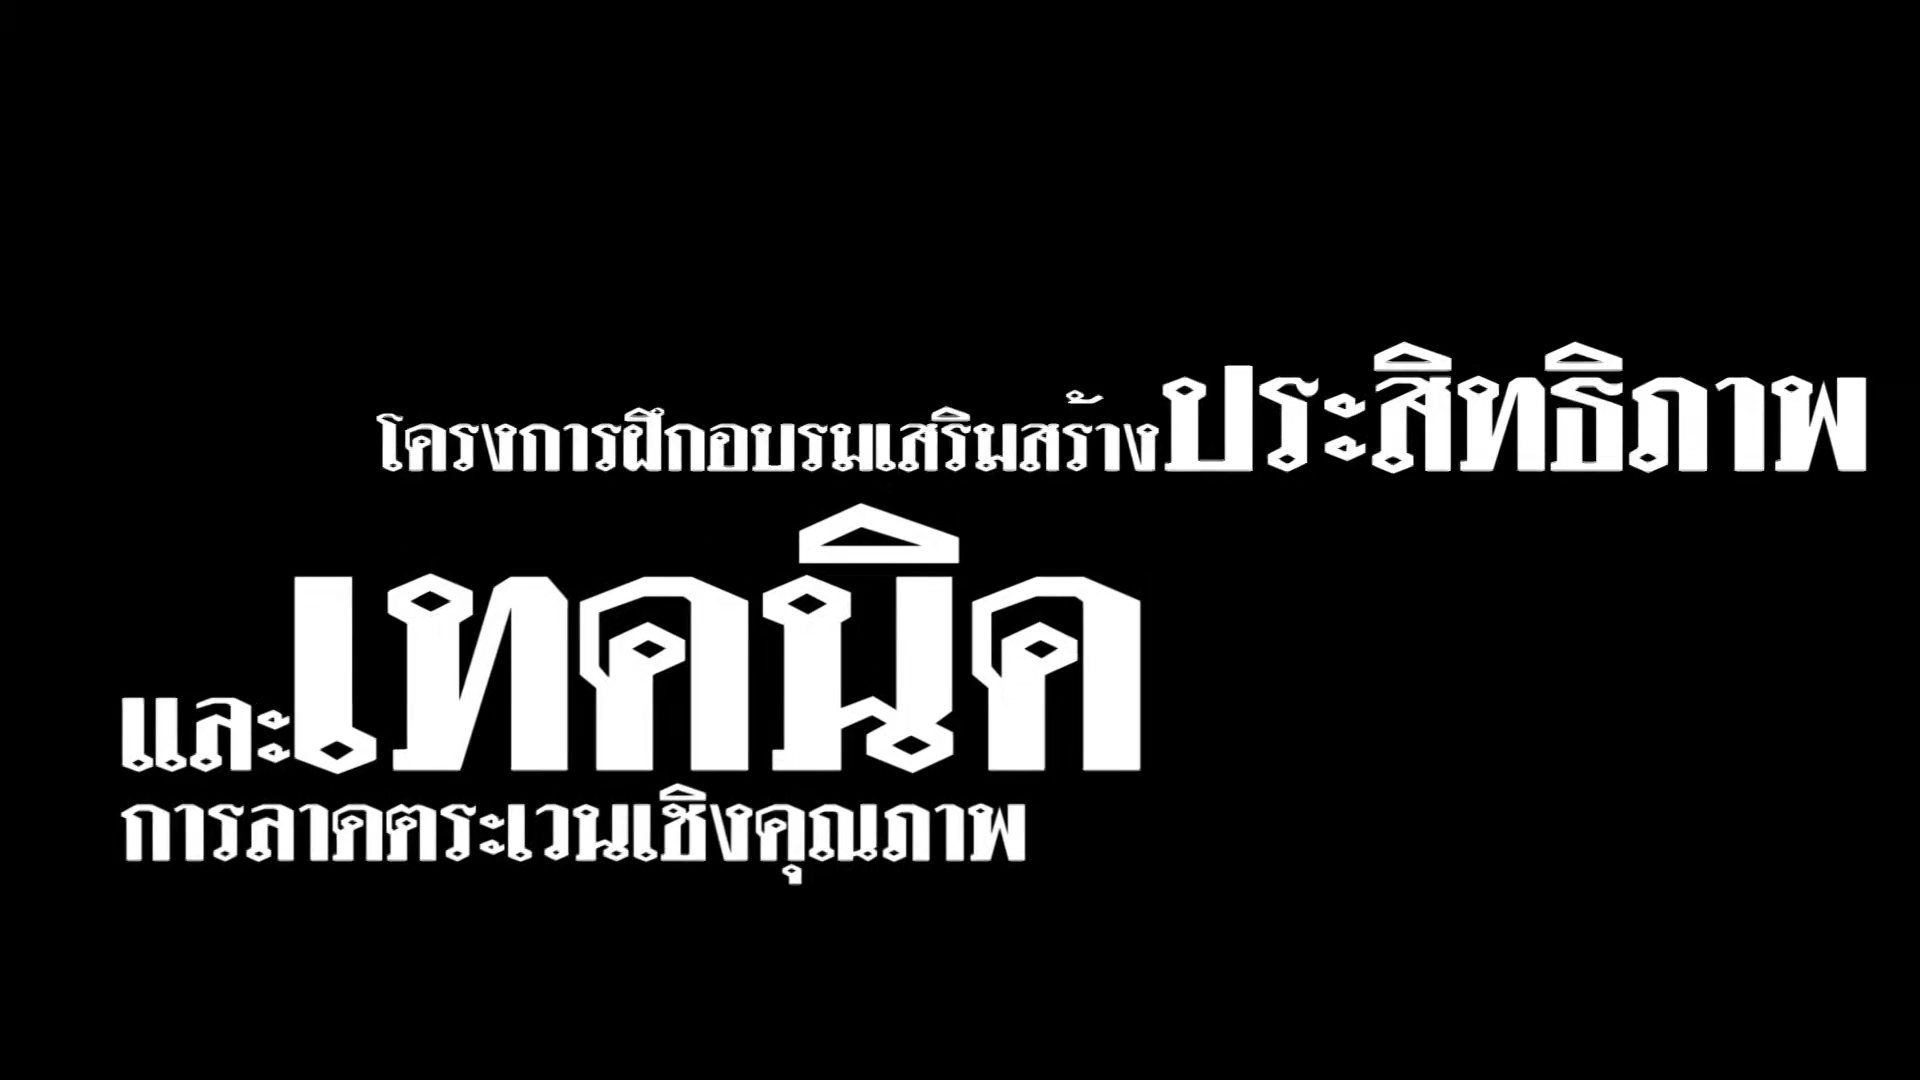 โครงการฝึกอบรมเสริมสร้างประสิทธิภาพ
และเทคนิค
การลาดตระเวนเชิงคุณภาพ